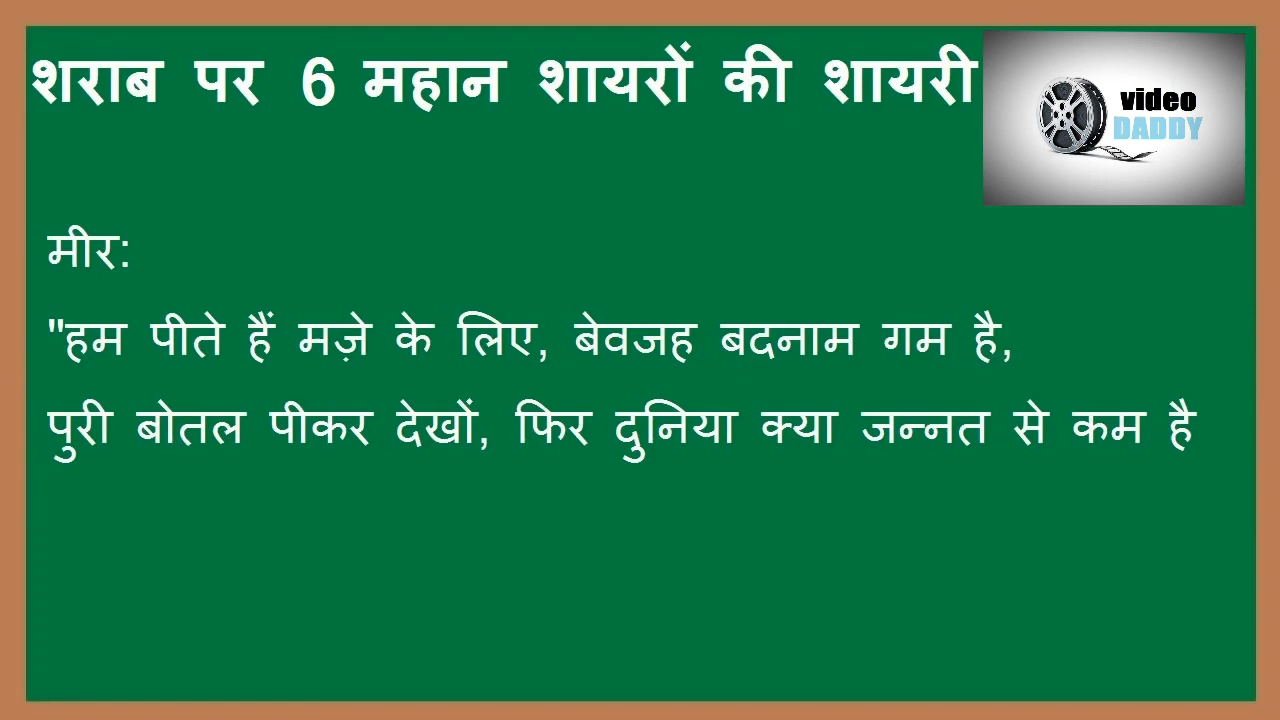 शराब पर 6 महान शायरों की शायरी
video
DADDY
मीर:
"हम पीते हैं मज़े के लिए, बेवजह बदनाम गम है,
पुरी बोतल पीकर देखों, फिर दुनिया क्या जन्नत से कम है